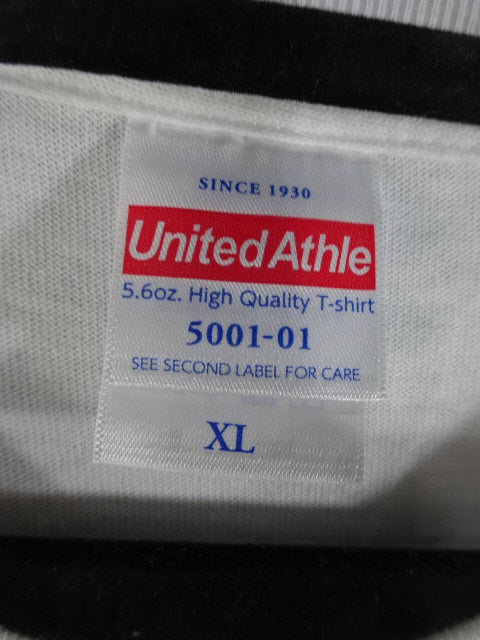 SINCE 1930
United Athle
5.6oz. High Quality T-shirt
5001-01
SEE SECOND LABEL FOR CARE
XL